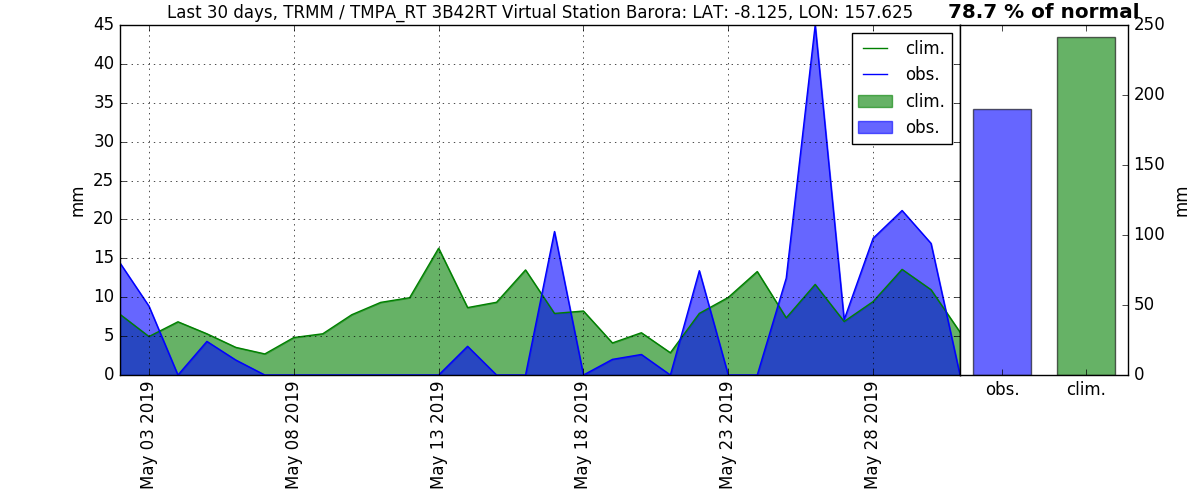 Last 30 days, TRMM / TMPA_RT 3B42RT Virtual Station Barora: LAT: -8.125, LON: 157.625
78.7 % of normal
45
40
35
30
25
20
15
10
5
0
mm
clim.
obs.
clim.
obs.
May 03 2019
May 08 2019
May 13 2019
May 18 2019
May 23 2019
May 28 2019
obs.
clim.
250
200
150
100
50
0
mm